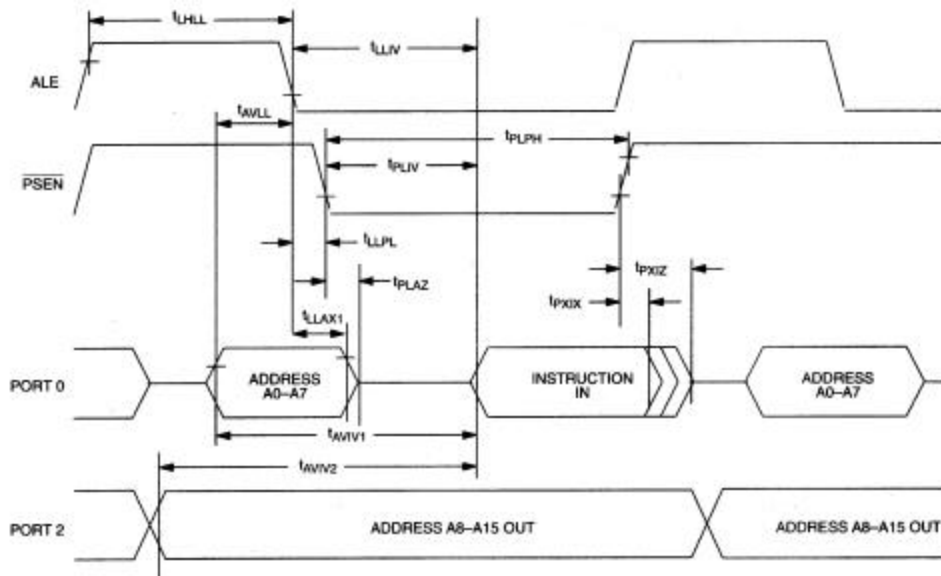 tLHLL
tLLIV
ALE
tAVLL
tPLPH
PSEN
tPLIV
tLLPL
tPLAZ
tPXIZ
tPXIX
tLLAX1
PORT 0
ADDRESS
A0–A7
INSTRUCTION
IN
ADDRESS
A0–A7
tAVIV1
tAVIV2
PORT 2
ADDRESS A8–A15 OUT
ADDRESS A8–A15 OUT